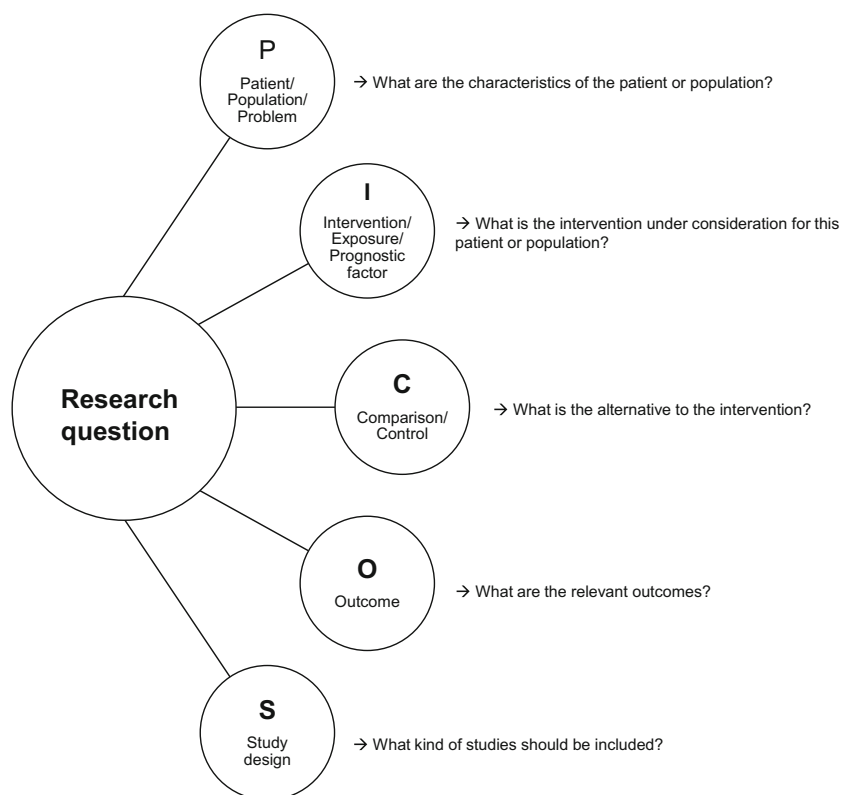 P
Patient/
Population/
Problem
→ What are the characteristics of the patient or population?
I
Intervention/
Exposure/
Prognostic
factor
→ What is the intervention under consideration for this
patient or population?
Research
question
C
Comparison/
Control
→ What is the alternative to the intervention?
O
Outcome
→ What are the relevant outcomes?
S
Study
design
→ What kind of studies should be included?